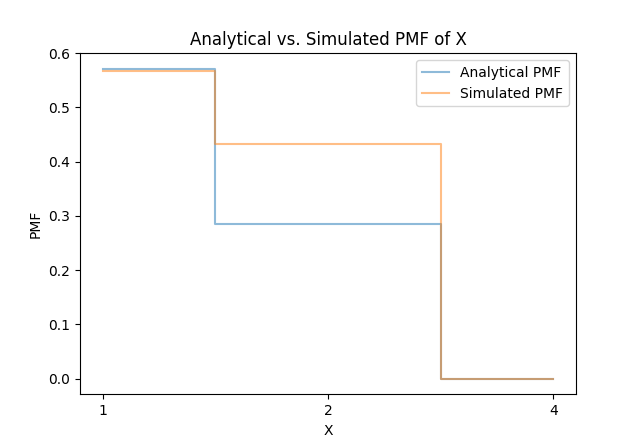 Analytical vs. Simulated PMF of X
Analytical PMF
Simulated PMF
0.6
0.5
0.4
0.3
0.2
0.1
0.0
PMF
1 2 4
X